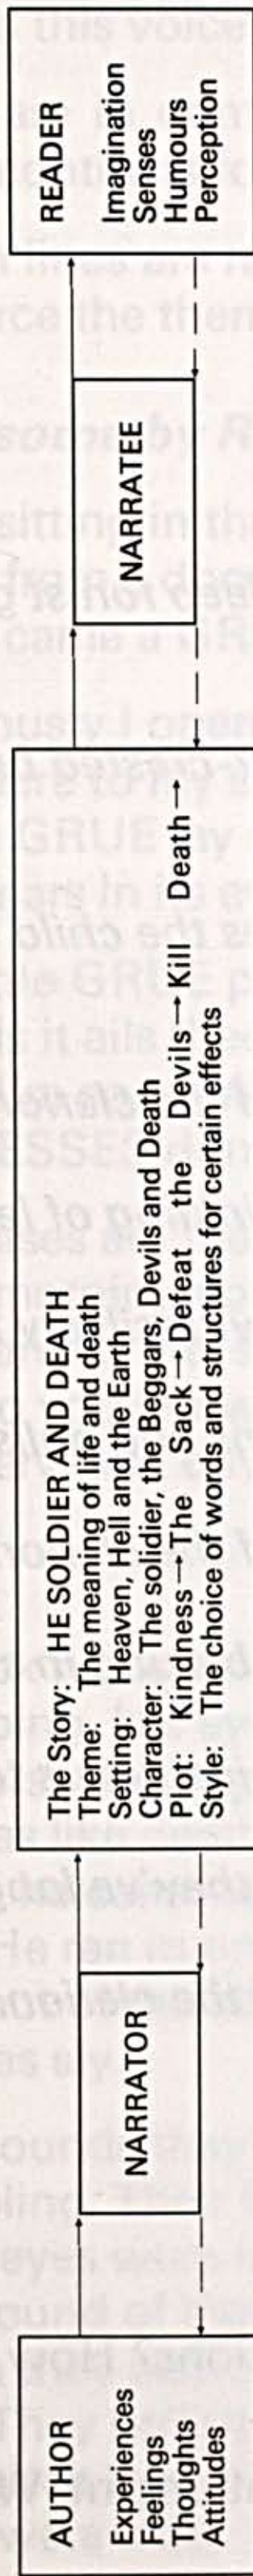 AUTHOR
Experiences
Feelings
Thoughts
Attitudes
NARRATOR
The Story: HE SOLDIER AND DEATH
Theme: The meaning of life and death
Setting: Heaven, Hell and the Earth
Character: The solidier, the Beggars, Devils and Death
Plot: Kindness → The Sack → Defeat the Devils → Kill Death →
Style: The choice of words and structures for certain effects
NARRATEE
READER
Imagination
Senses
Humours
Perception